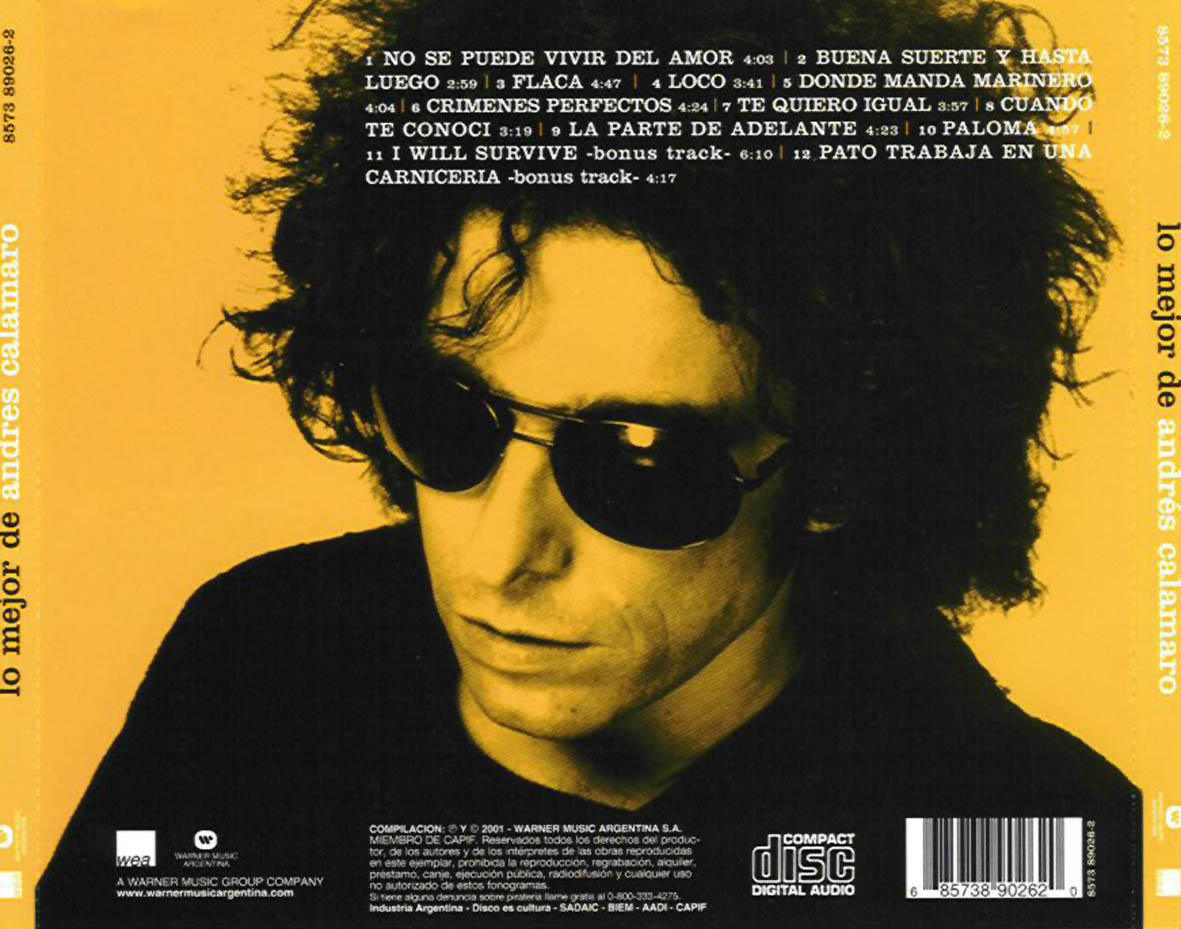 8573 89026-2
lo mejor de andres calamaro
1 NO SE PUEDE VIVIR DEL AMOR 4:03 | 2 BUENA SUERTE Y HASTA
LUEGO 2:59 | 3 FLACA 4:47 | 4 LOCO 3:41 | 5 DONDE MANDA MARINERO
4:04 | 6 CRIMENES PERFECTOS 4:24 | 7 TE QUIERO IGUAL 3:57 | 8 CUANDO
TE CONOCI 3:19 | 9 LA PARTE DE ADELANTE 4:23 | 10 PALOMA 4:57 |
11 I WILL SURVIVE -bonus track- 6:10 | 12 PATO TRABAJA EN UNA
CARNICERIA -bonus track- 4:17
wea
WARNER MUSIC
ARGENTINA
A WARNER MUSIC GROUP COMPANY
www.warnermusicargentina.com
COMPILACION: ℗ Y © 2001 - WARNER MUSIC ARGENTINA S.A.
MIEMBRO DE CAPIF. Reservados todos los derechos del produc-
tor, de los autores y de los intérpretes de las obras reproducidas
en este ejemplar, prohibida la reproducción, regrabación, alquiler,
préstamo, canje, ejecución pública, radiodifusión y cualquier uso
no autorizado de estos fonogramas.
Si tiene alguna denuncia sobre piratería llame gratis al 0-800-333-4275.
Industria Argentina - Disco es cultura - SADAIC - BIEM - AADI - CAPIF
COMPACT
disc
DIGITAL AUDIO
6 85738 90262 0
8573 89026-2
8573 89026-2
lo mejor de andrés calamaro